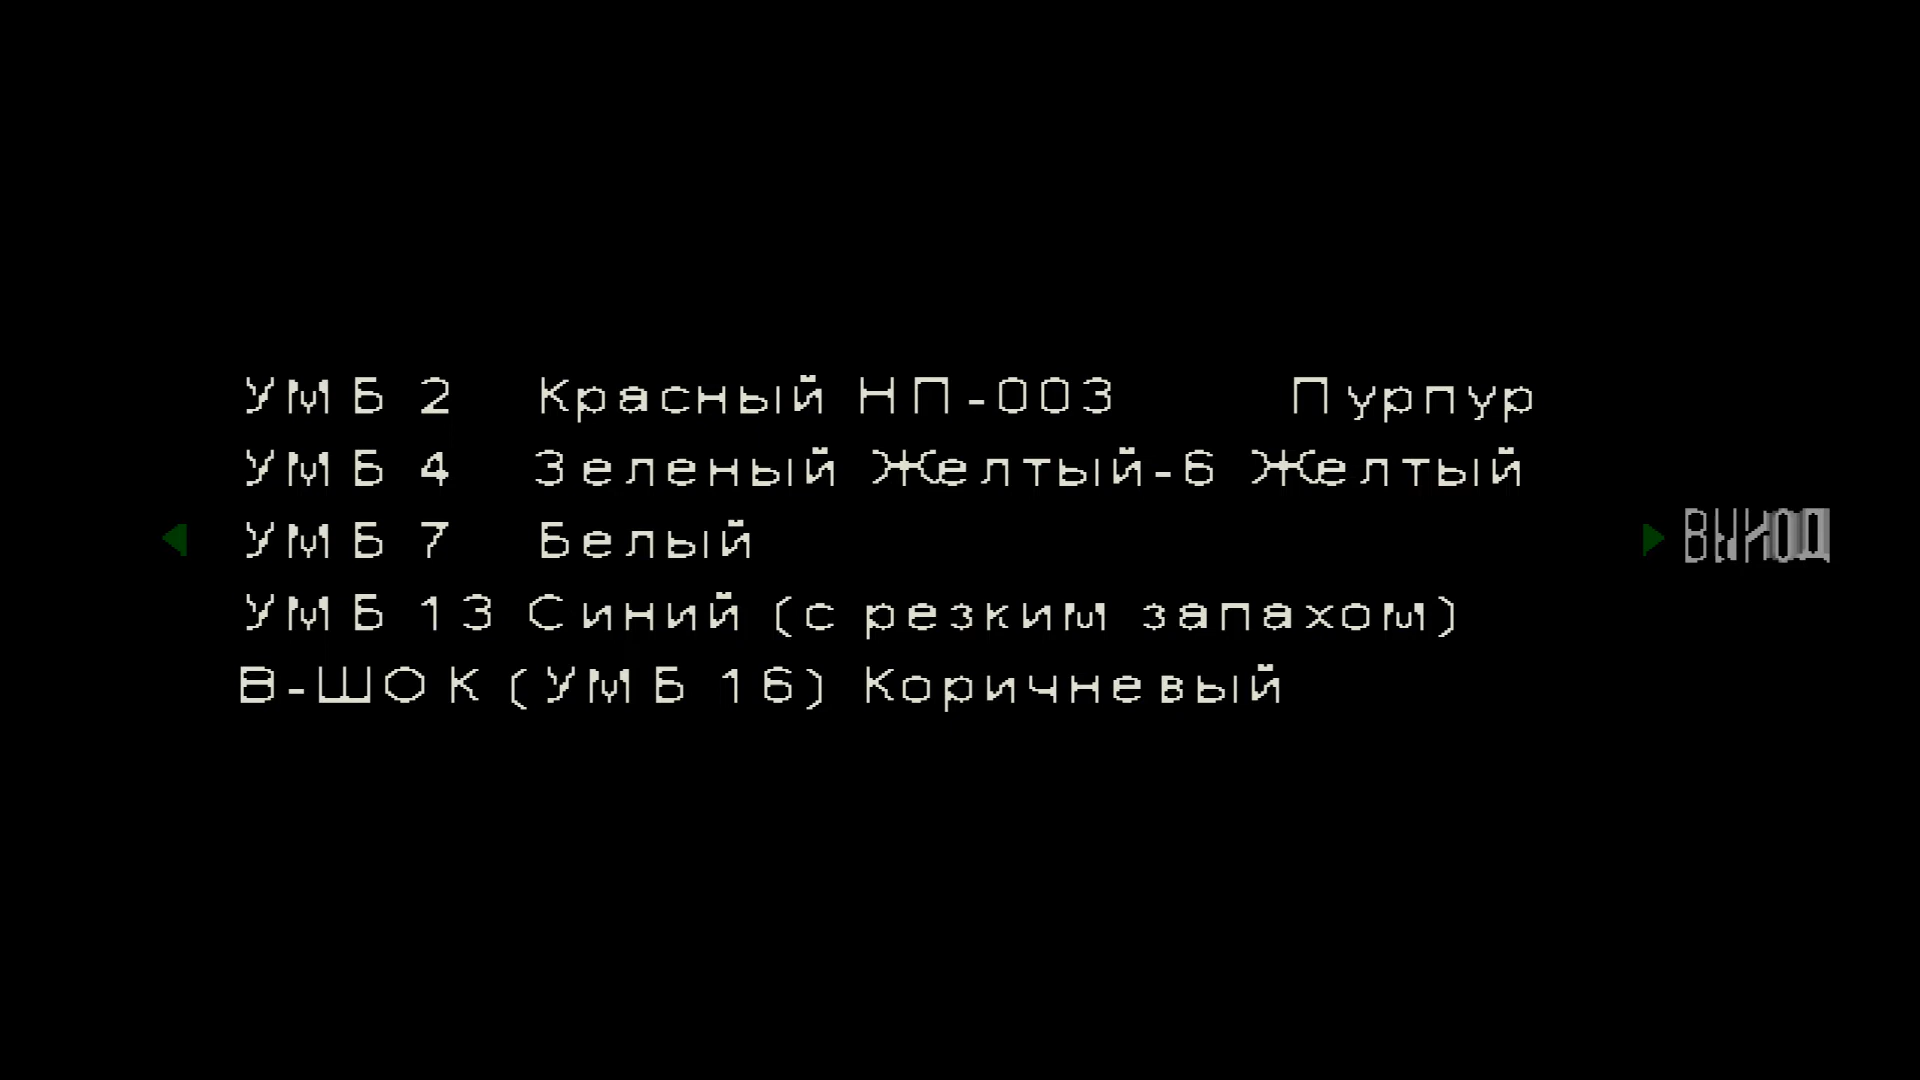 УМБ 2 Красный НП-003 Пурпур
УМБ 4 Зеленый Желтый-6 Желтый
УМБ 7 Белый
УМБ 13 Синий (с резким запахом)
В-ШОК(УМБ 16) Коричневый